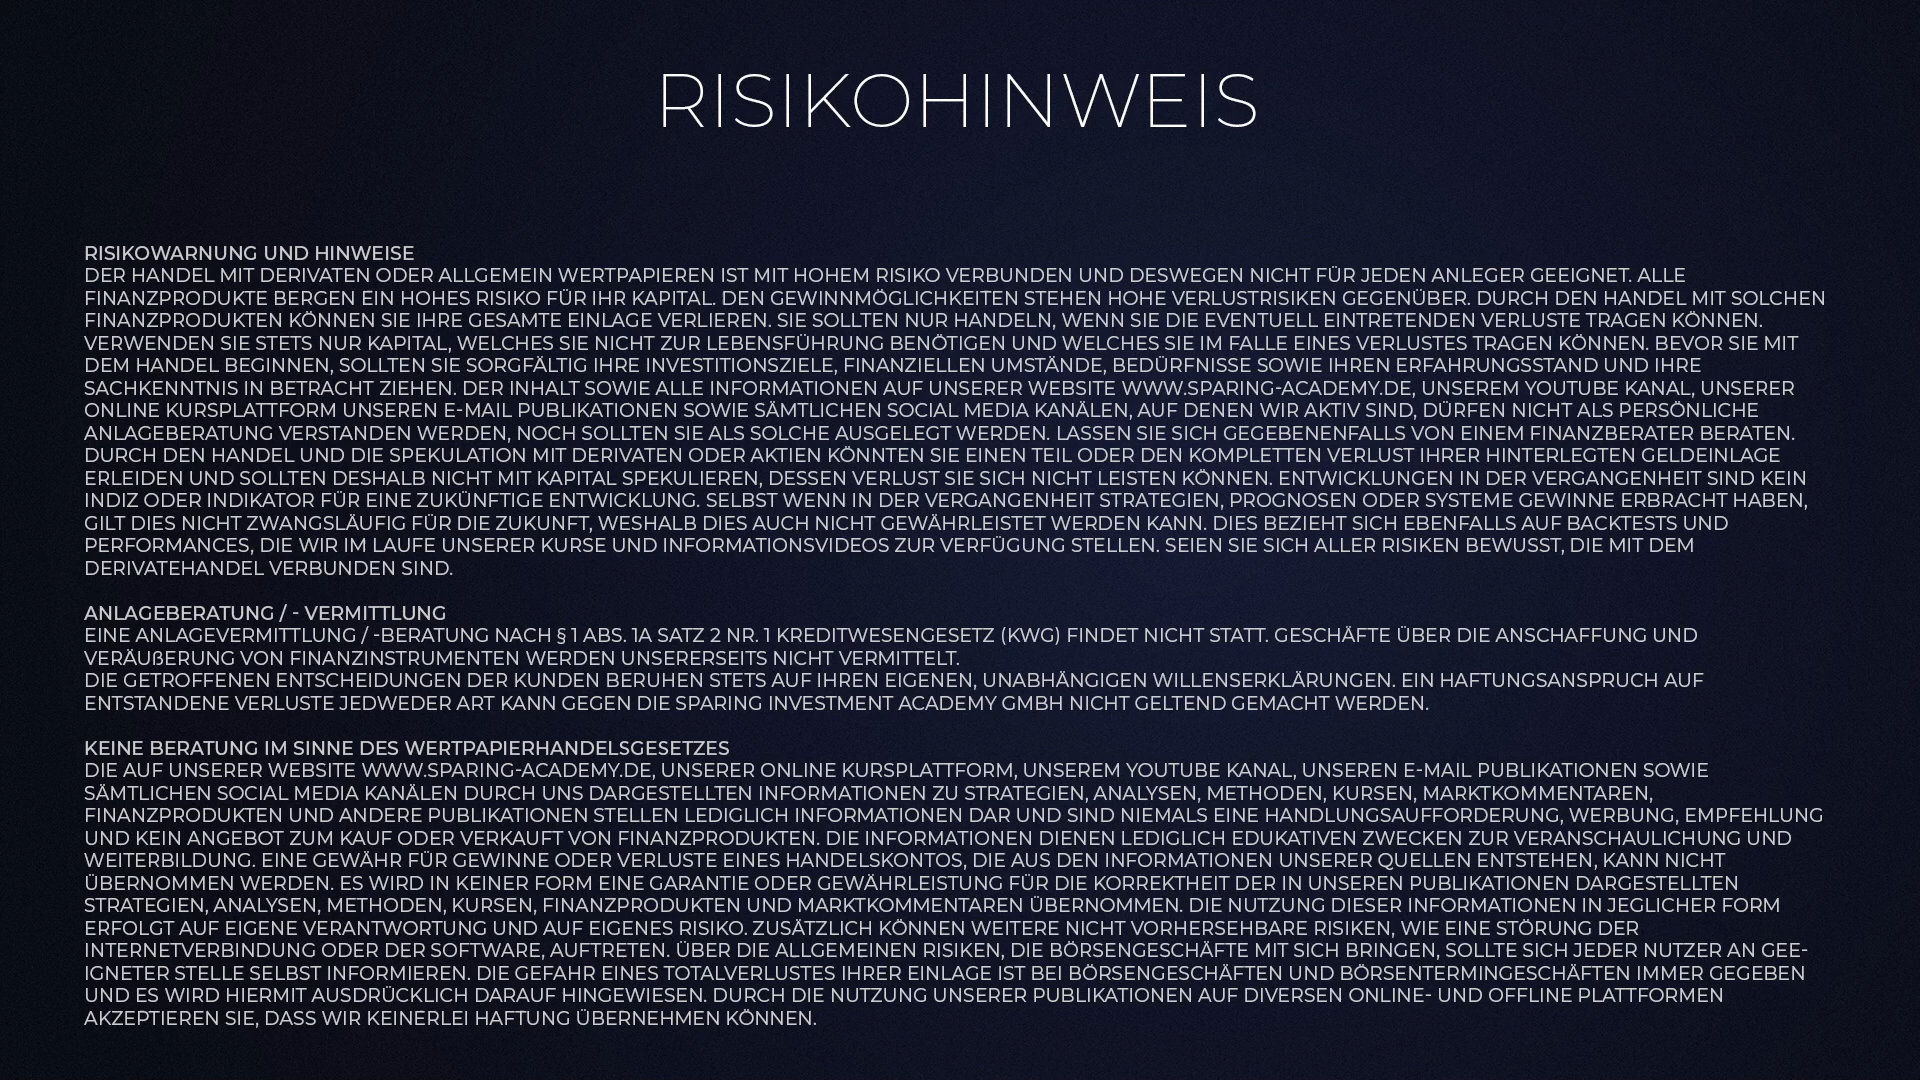 RISIKOHINWEIS
RISIKOWARNUNG UND HINWEISE
DER HANDEL MIT DERIVATEN ODER ALLGEMEIN WERTPAPIEREN IST MIT HOHEM RISIKO VERBUNDEN UND DESWEGEN NICHT FÜR JEDEN ANLEGER GEEIGNET. ALLE
FINANZPRODUKTE BERGEN EIN HOHES RISIKO FÜR IHR KAPITAL. DEN GEWINNMÖGLICHKEITEN STEHEN HOHE VERLUSTRISIKEN GEGENÜBER. DURCH DEN HANDEL MIT SOLCHEN
FINANZPRODUKTEN KÖNNEN SIE IHRE GESAMTE EINLAGE VERLIEREN. SIE SOLLTEN NUR HANDELN, WENN SIE DIE EVENTUELL EINTRETENDEN VERLUSTE TRAGEN KÖNNEN.
VERWENDEN SIE STETS NUR KAPITAL, WELCHES SIE NICHT ZUR LEBENSFÜHRUNG BENÖTIGEN UND WELCHES SIE IM FALLE EINES VERLUSTES TRAGEN KÖNNEN. BEVOR SIE MIT
DEM HANDEL BEGINNEN, SOLLTEN SIE SORGFÄLTIG IHRE INVESTITIONSZIELE, FINANZIELLEN UMSTÄNDE, BEDÜRFNISSE SOWIE IHREN ERFAHRUNGSSTAND UND IHRE
SACHKENNTNIS IN BETRACHT ZIEHEN. DER INHALT SOWIE ALLE INFORMATIONEN AUF UNSERER WEBSITE WWW.SPARING-ACADEMY.DE, UNSEREM YOUTUBE KANAL, UNSERER
ONLINE KURSPLATTFORM UNSEREN E-MAIL PUBLIKATIONEN SOWIE SÄMTLICHEN SOCIAL MEDIA KANÄLEN, AUF DENEN WIR AKTIV SIND, DÜRFEN NICHT ALS PERSÖNLICHE
ANLAGEBERATUNG VERSTANDEN WERDEN, NOCH SOLLTEN SIE ALS SOLCHE AUSGELEGT WERDEN. LASSEN SIE SICH GEGEBENENFALLS VON EINEM FINANZBERATER BERATEN.
DURCH DEN HANDEL UND DIE SPEKULATION MIT DERIVATEN ODER AKTIEN KÖNNTEN SIE EINEN TEIL ODER DEN KOMPLETTEN VERLUST IHRER HINTERLEGTEN GELDEINLAGE
ERLEIDEN UND SOLLTEN DESHALB NICHT MIT KAPITAL SPEKULIEREN, DESSEN VERLUST SIE SICH NICHT LEISTEN KÖNNEN. ENTWICKLUNGEN IN DER VERGANGENHEIT SIND KEIN
INDIZ ODER INDIKATOR FÜR EINE ZUKÜNFTIGE ENTWICKLUNG. SELBST WENN IN DER VERGANGENHEIT STRATEGIEN, PROGNOSEN ODER SYSTEME GEWINNE ERBRACHT HABEN,
GILT DIES NICHT ZWANGSLÄUFIG FÜR DIE ZUKUNFT, WESHALB DIES AUCH NICHT GEWÄHRLEISTET WERDEN KANN. DIES BEZIEHT SICH EBENFALLS AUF BACKTESTS UND
PERFORMANCES, DIE WIR IM LAUFE UNSERER KURSE UND INFORMATIONSVIDEOS ZUR VERFÜGUNG STELLEN. SEIEN SIE SICH ALLER RISIKEN BEWUSST, DIE MIT DEM
DERIVATEHANDEL VERBUNDEN SIND.
ANLAGEBERATUNG / - VERMITTLUNG
EINE ANLAGEVERMITTLUNG / -BERATUNG NACH § 1 ABS. 1A SATZ 2 NR. 1 KREDITWESENGESETZ (KWG) FINDET NICHT STATT. GESCHÄFTE ÜBER DIE ANSCHAFFUNG UND
VERÄUßERUNG VON FINANZINSTRUMENTEN WERDEN UNSERERSEITS NICHT VERMITTELT.
DIE GETROFFENEN ENTSCHEIDUNGEN DER KUNDEN BERUHEN STETS AUF IHREN EIGENEN, UNABHÄNGIGEN WILLENSERKLÄRUNGEN. EIN HAFTUNGSANSPRUCH AUF
ENTSTANDENE VERLUSTE JEDWEDER ART KANN GEGEN DIE SPARING INVESTMENT ACADEMY GMBH NICHT GELTEND GEMACHT WERDEN.
KEINE BERATUNG IM SINNE DES WERTPAPIERHANDELSGESETZES
DIE AUF UNSERER WEBSITE WWW.SPARING-ACADEMY.DE, UNSERER ONLINE KURSPLATTFORM, UNSEREM YOUTUBE KANAL, UNSEREN E-MAIL PUBLIKATIONEN SOWIE
SÄMTLICHEN SOCIAL MEDIA KANÄLEN DURCH UNS DARGESTELLTEN INFORMATIONEN ZU STRATEGIEN, ANALYSEN, METHODEN, KURSEN, MARKTKOMMENTAREN,
FINANZPRODUKTEN UND ANDERE PUBLIKATIONEN STELLEN LEDIGLICH INFORMATIONEN DAR UND SIND NIEMALS EINE HANDLUNGSAUFFORDERUNG, WERBUNG, EMPFEHLUNG
UND KEIN ANGEBOT ZUM KAUF ODER VERKAUFT VON FINANZPRODUKTEN. DIE INFORMATIONEN DIENEN LEDIGLICH EDUKATIVEN ZWECKEN ZUR VERANSCHAULICHUNG UND
WEITERBILDUNG. EINE GEWÄHR FÜR GEWINNE ODER VERLUSTE EINES HANDELSKONTOS, DIE AUS DEN INFORMATIONEN UNSERER QUELLEN ENTSTEHEN, KANN NICHT
ÜBERNOMMEN WERDEN. ES WIRD IN KEINER FORM EINE GARANTIE ODER GEWÄHRLEISTUNG FÜR DIE KORREKTHEIT DER IN UNSEREN PUBLIKATIONEN DARGESTELLTEN
STRATEGIEN, ANALYSEN, METHODEN, KURSEN, FINANZPRODUKTEN UND MARKTKOMMENTAREN ÜBERNOMMEN. DIE NUTZUNG DIESER INFORMATIONEN IN JEGLICHER FORM
ERFOLGT AUF EIGENE VERANTWORTUNG UND AUF EIGENES RISIKO. ZUSÄTZLICH KÖNNEN WEITERE NICHT VORHERSEHBARE RISIKEN, WIE EINE STÖRUNG DER
INTERNETVERBINDUNG ODER DER SOFTWARE, AUFTRETEN. ÜBER DIE ALLGEMEINEN RISIKEN, DIE BÖRSENGESCHÄFTE MIT SICH BRINGEN, SOLLTE SICH JEDER NUTZER AN GEE-
IGNETER STELLE SELBST INFORMIEREN. DIE GEFAHR EINES TOTALVERLUSTES IHRER EINLAGE IST BEI BÖRSENGESCHÄFTEN UND BÖRSENTERMINGESCHÄFTEN IMMER GEGEBEN
UND ES WIRD HIERMIT AUSDRÜCKLICH DARAUF HINGEWIESEN. DURCH DIE NUTZUNG UNSERER PUBLIKATIONEN AUF DIVERSEN ONLINE- UND OFFLINE PLATTFORMEN
AKZEPTIEREN SIE, DASS WIR KEINERLEI HAFTUNG ÜBERNEHMEN KÖNNEN.